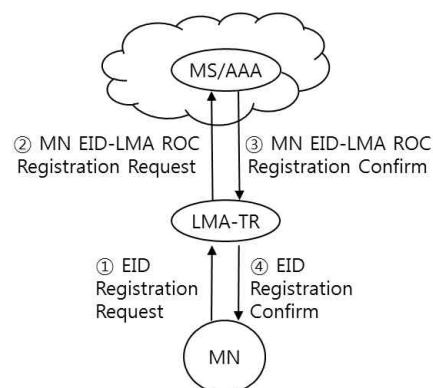 MS/AAA
② MN EID-LMA ROC
Registration Request
③ MN EID-LMA ROC
Registration Confirm
LMA-TR
① EID
Registration
Request
④ EID
Registration
Confirm
MN